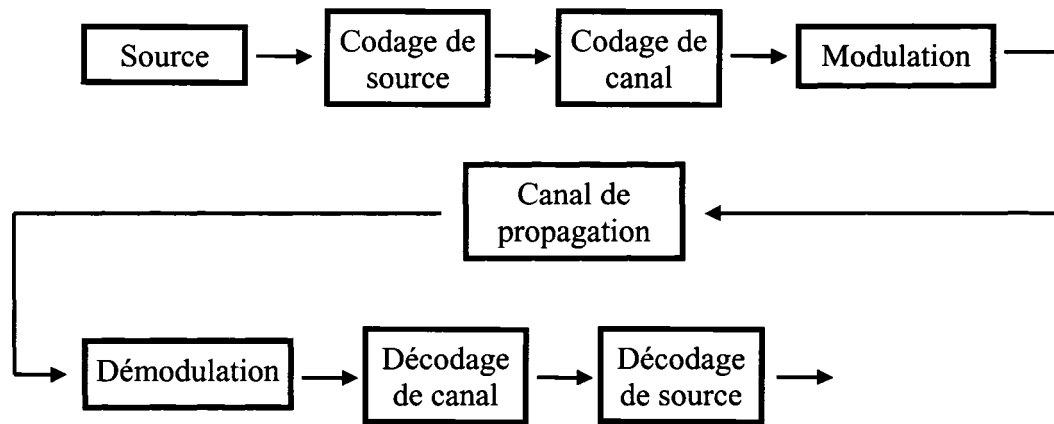 Source
Codage de
source
Codage de
canal
Modulation
Canal de
propagation
Démodulation
Décodage
de canal
Décodage
de source